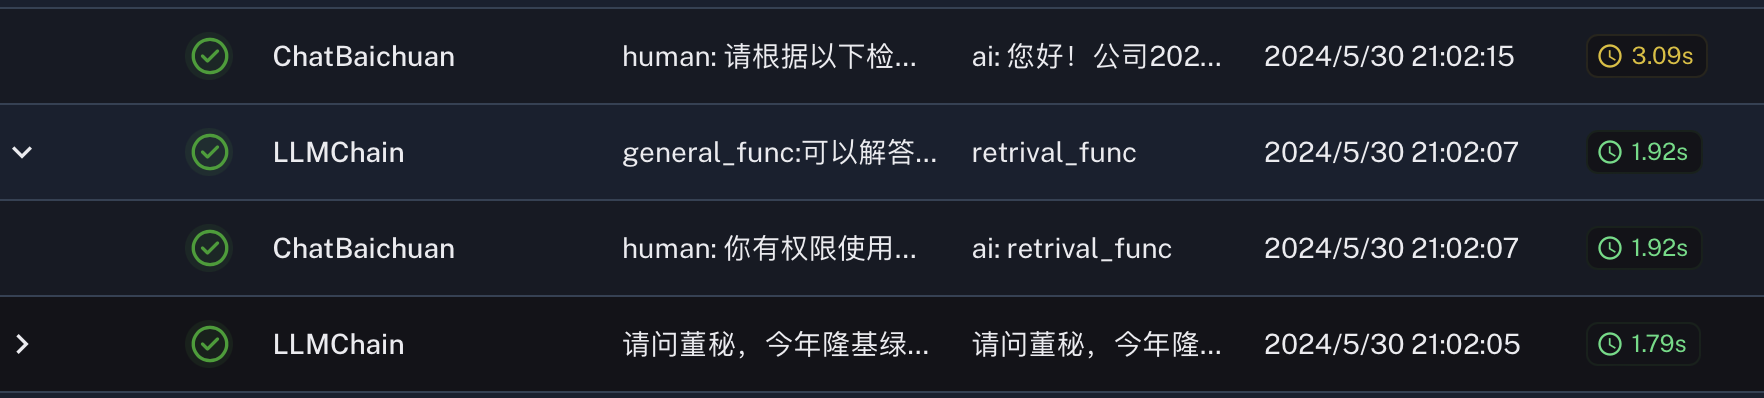 ChatBaichuan human: 请根据以下检... ai: 您好！公司202... 2024/5/30 21:02:15 3.09s
LLMChain general_func:可以解答... retrival_func 2024/5/30 21:02:07 1.92s
ChatBaichuan human: 你有权限使用... ai: retrival_func 2024/5/30 21:02:07 1.92s
LLMChain 请问董秘，今年隆基绿... 请问董秘，今年隆... 2024/5/30 21:02:05 1.79s